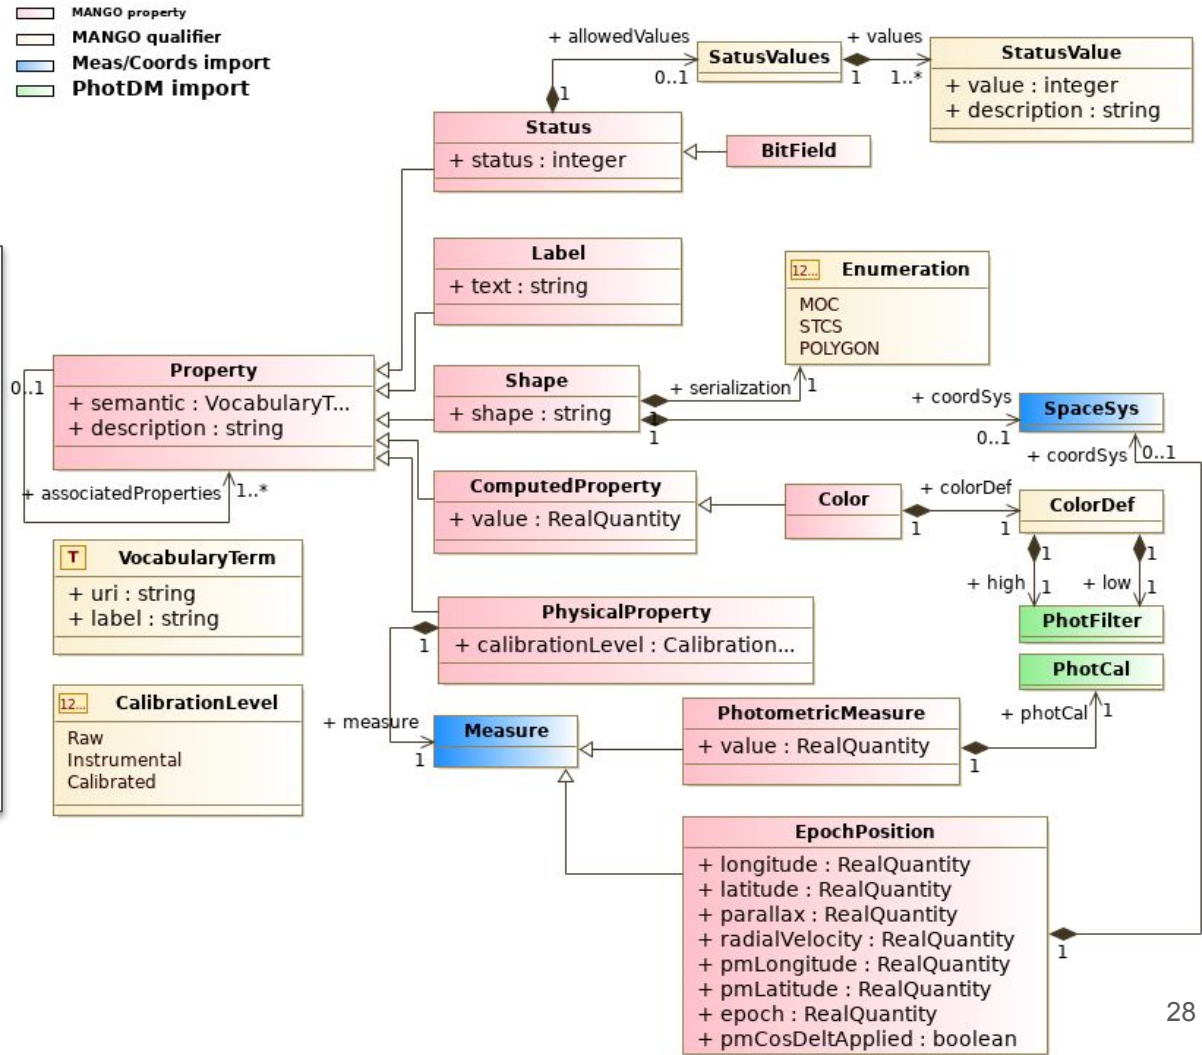 MANGO property
MANGO qualifier
Meas/Coords import
PhotDM import
+ allowedValues
0..1
1
SatusValues
+ values
1
1..*
StatusValue
+ value : integer
+ description : string
Status
+ status : integer
BitField
Label
+ text : string
12... Enumeration
MOC
STCS
POLYGON
Property
+ semantic : VocabularyT...
+ description : string
0..1
+ associatedProperties
1..*
Shape
+ shape : string
+ serialization
1
1
1
+ coordSys
0..1
SpaceSys
+ coordSys
0..1
ComputedProperty
+ value : RealQuantity
Color
+ colorDef
1
1
ColorDef
1
1
+ high
1
+ low
1
PhotFilter
PhotCal
T VocabularyTerm
+ uri : string
+ label : string
PhysicalProperty
+ calibrationLevel : Calibration...
1
+ measure
1
12... CalibrationLevel
Raw
Instrumental
Calibrated
Measure
PhotometricMeasure
+ value : RealQuantity
+ photCal
1
1
EpochPosition
+ longitude : RealQuantity
+ latitude : RealQuantity
+ parallax : RealQuantity
+ radialVelocity : RealQuantity
+ pmLongitude : RealQuantity
+ pmLatitude : RealQuantity
+ epoch : RealQuantity
+ pmCosDeltApplied : boolean
1
28